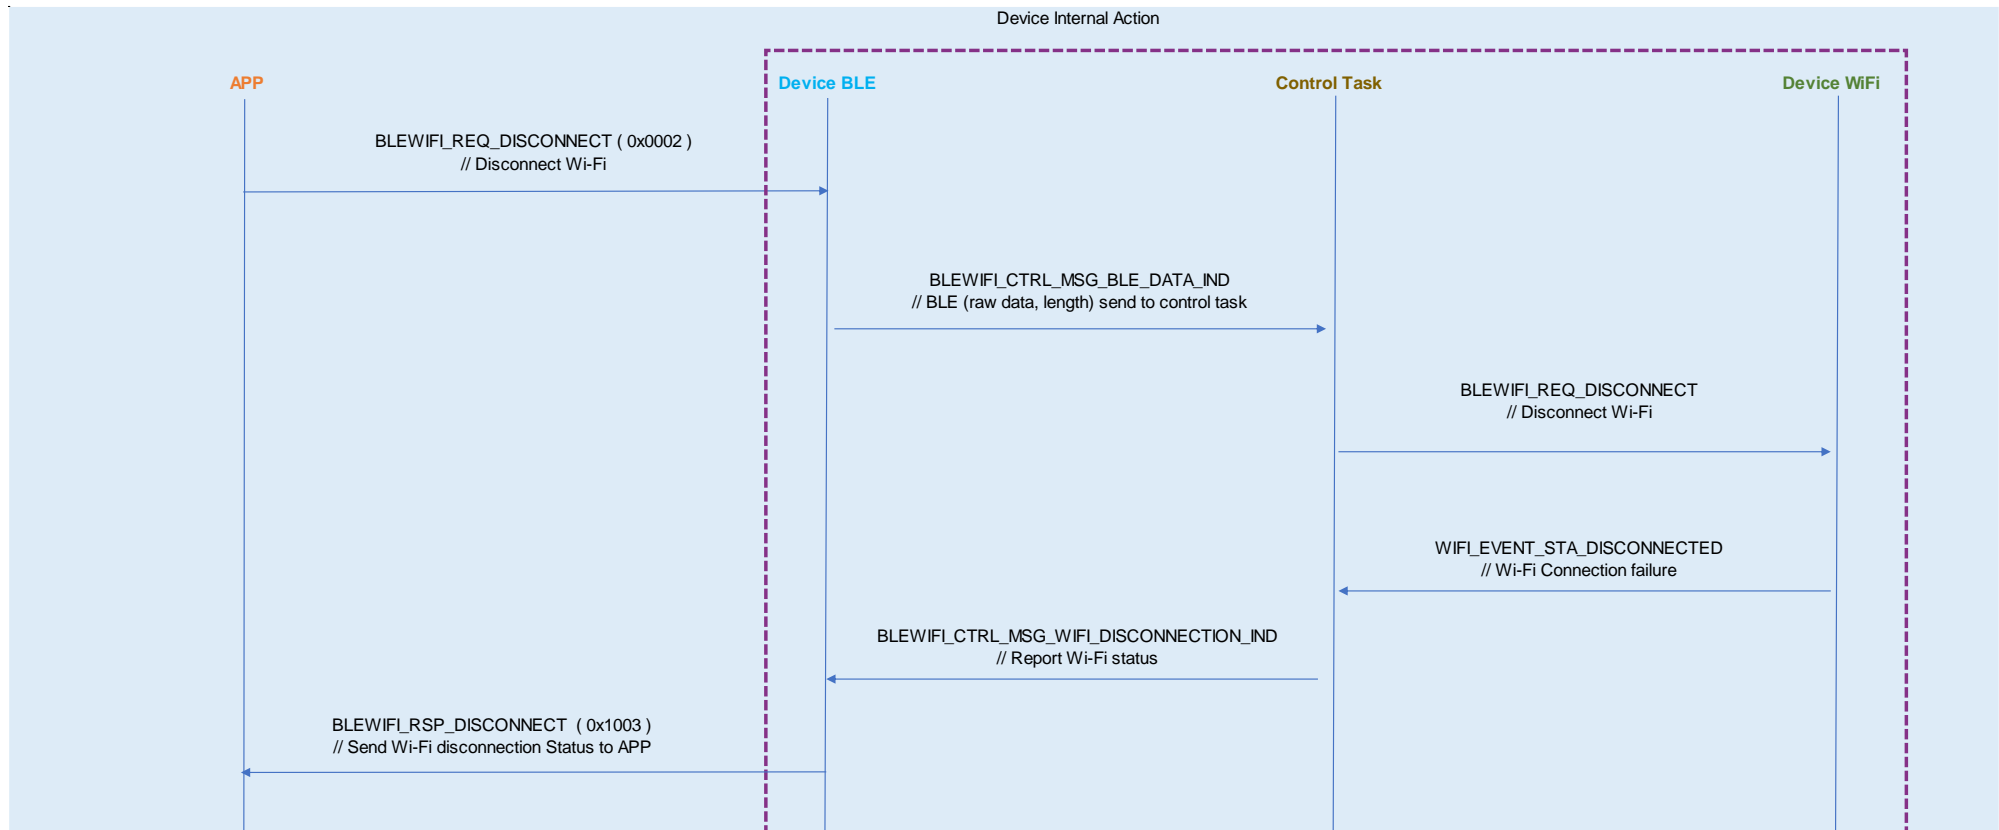 Device Internal Action
APP
Device BLE
Control Task
Device WiFi
BLEWIFI_REQ_DISCONNECT ( 0x0002 )
// Disconnect Wi-Fi
BLEWIFI_CTRL_MSG_BLE_DATA_IND
// BLE (raw data, length) send to control task
BLEWIFI_REQ_DISCONNECT
// Disconnect Wi-Fi
WIFI_EVENT_STA_DISCONNECTED
// Wi-Fi Connection failure
BLEWIFI_CTRL_MSG_WIFI_DISCONNECTION_IND
// Report Wi-Fi status
BLEWIFI_RSP_DISCONNECT ( 0x1003 )
// Send Wi-Fi disconnection Status to APP